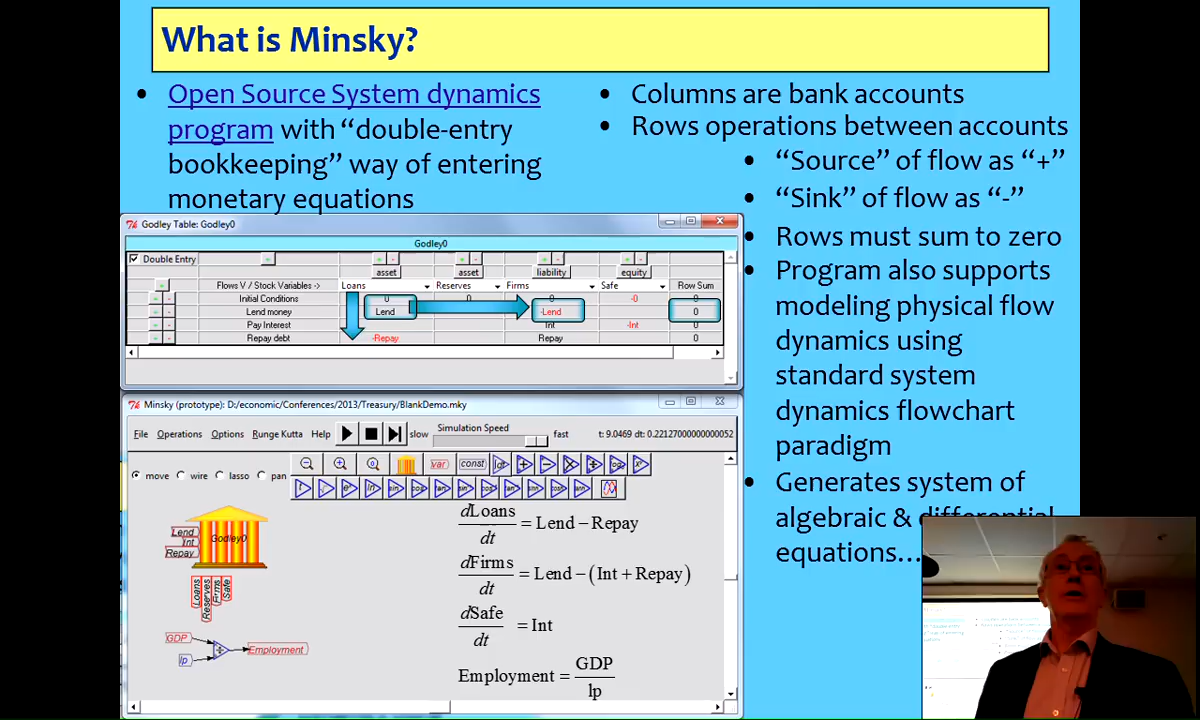 What is Minsky?
• Open Source System dynamics
program with “double-entry
bookkeeping” way of entering
monetary equations
• Columns are bank accounts
• Rows operations between accounts
• “Source” of flow as “+”
• “Sink” of flow as “-”
• Rows must sum to zero
• Program also supports
modeling physical flow
dynamics using
standard system
dynamics flowchart
paradigm
• Generates system of
algebraic & differential
equations…
Godley Table: Godley0
Godley0
Double Entry
asset asset liability equity
Flows V / Stock Variables -> Loans Reserves Firms Safe Row Sum
Initial Conditions 0 0 0 -0 0
Lend money Lend -Lend 0
Pay Interest Int -Int 0
Repay debt -Repay Repay 0
Minsky (prototype): D:/economic/Conferences/2013/Treasury/BlankDemo.mky
File Operations Options Runge Kutta Help slow Simulation Speed fast t: 9.0469 dt: 0.22127000000000052
move wire lasso pan
var const
Godley0
Lend
Int
Repay
Loans
Reserves
Firms
Safe
GDP
lp
Employment
dLoans/dt = Lend − Repay
dFirms/dt = Lend − (Int + Repay)
dSafe/dt = Int
Employment = GDP/lp